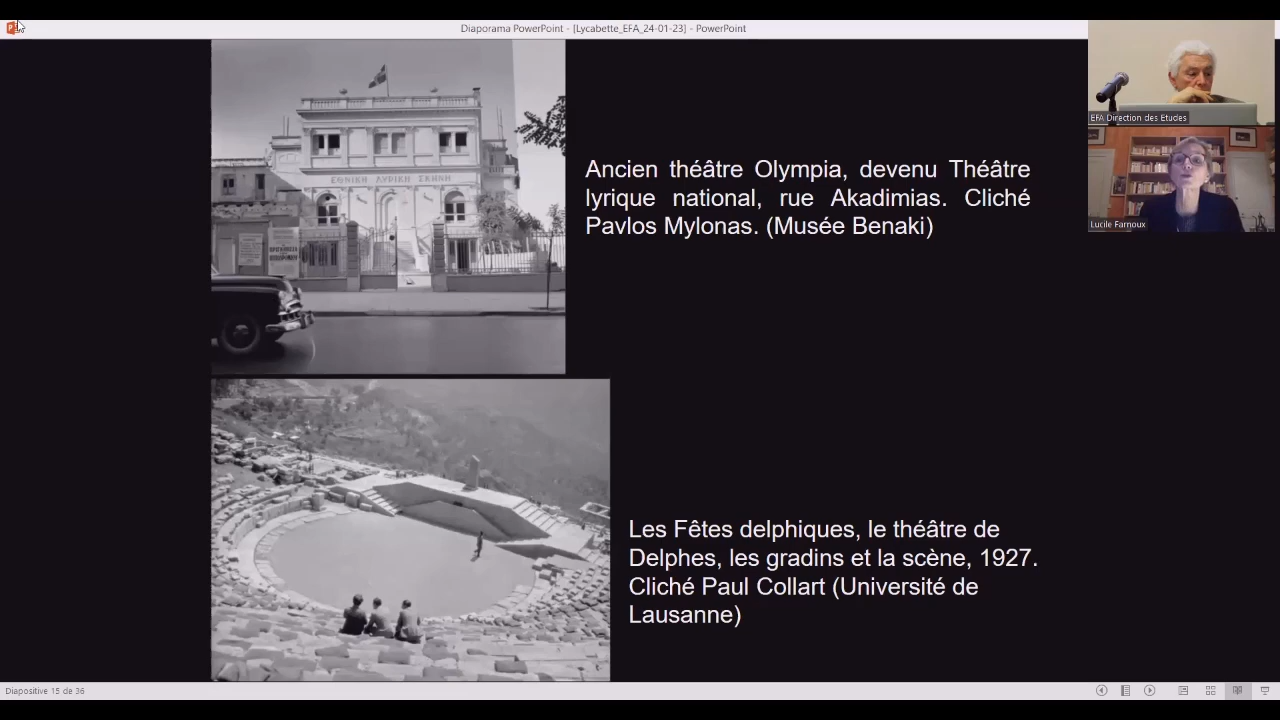 Diaporama PowerPoint - [Lycabette_EFA_24-01-23] - PowerPoint
EFA Direction des Etudes
Lucile Farnoux
ΕΘΝΙΚΗ ΛΥΡΙΚΗ ΣΚΗΝΗ
Ancien théâtre Olympia, devenu Théâtre
lyrique national, rue Akadimias. Cliché
Pavlos Mylonas. (Musée Benaki)
Les Fêtes delphiques, le théâtre de
Delphes, les gradins et la scène, 1927.
Cliché Paul Collart (Université de
Lausanne)
Diapositive 15 de 36